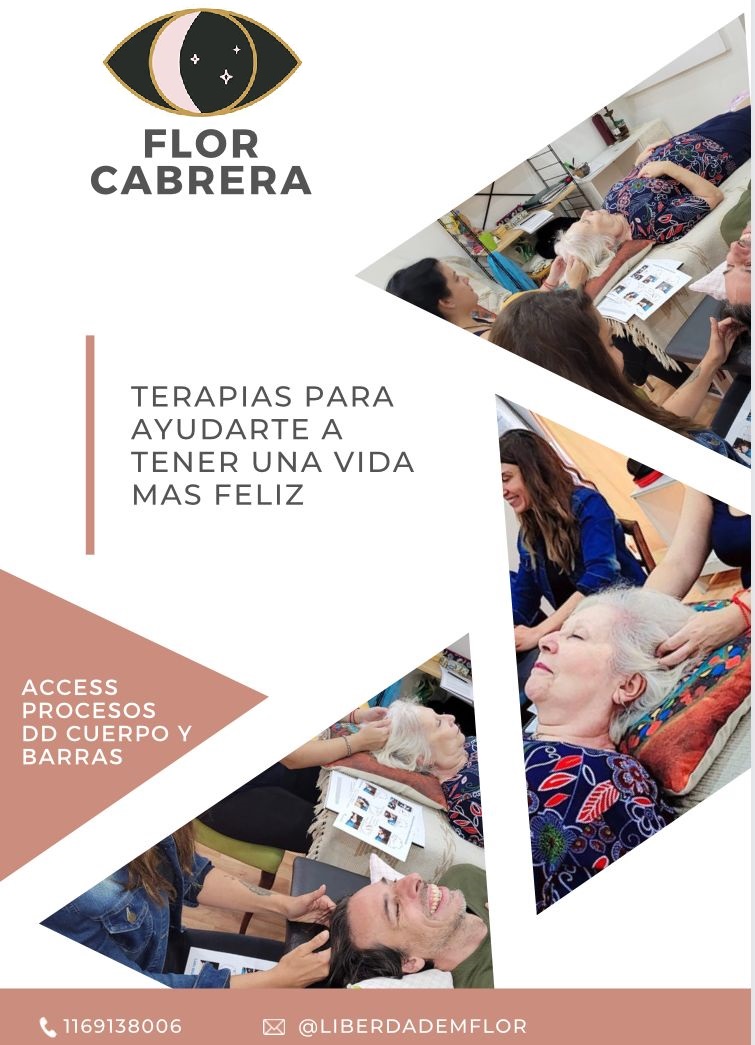 FLOR
CABRERA
TERAPIAS PARA
AYUDARTE A
TENER UNA VIDA
MAS FELIZ
ACCESS
PROCESOS
DD CUERPO Y
BARRAS
1169138006
@LIBERDADEMFLOR